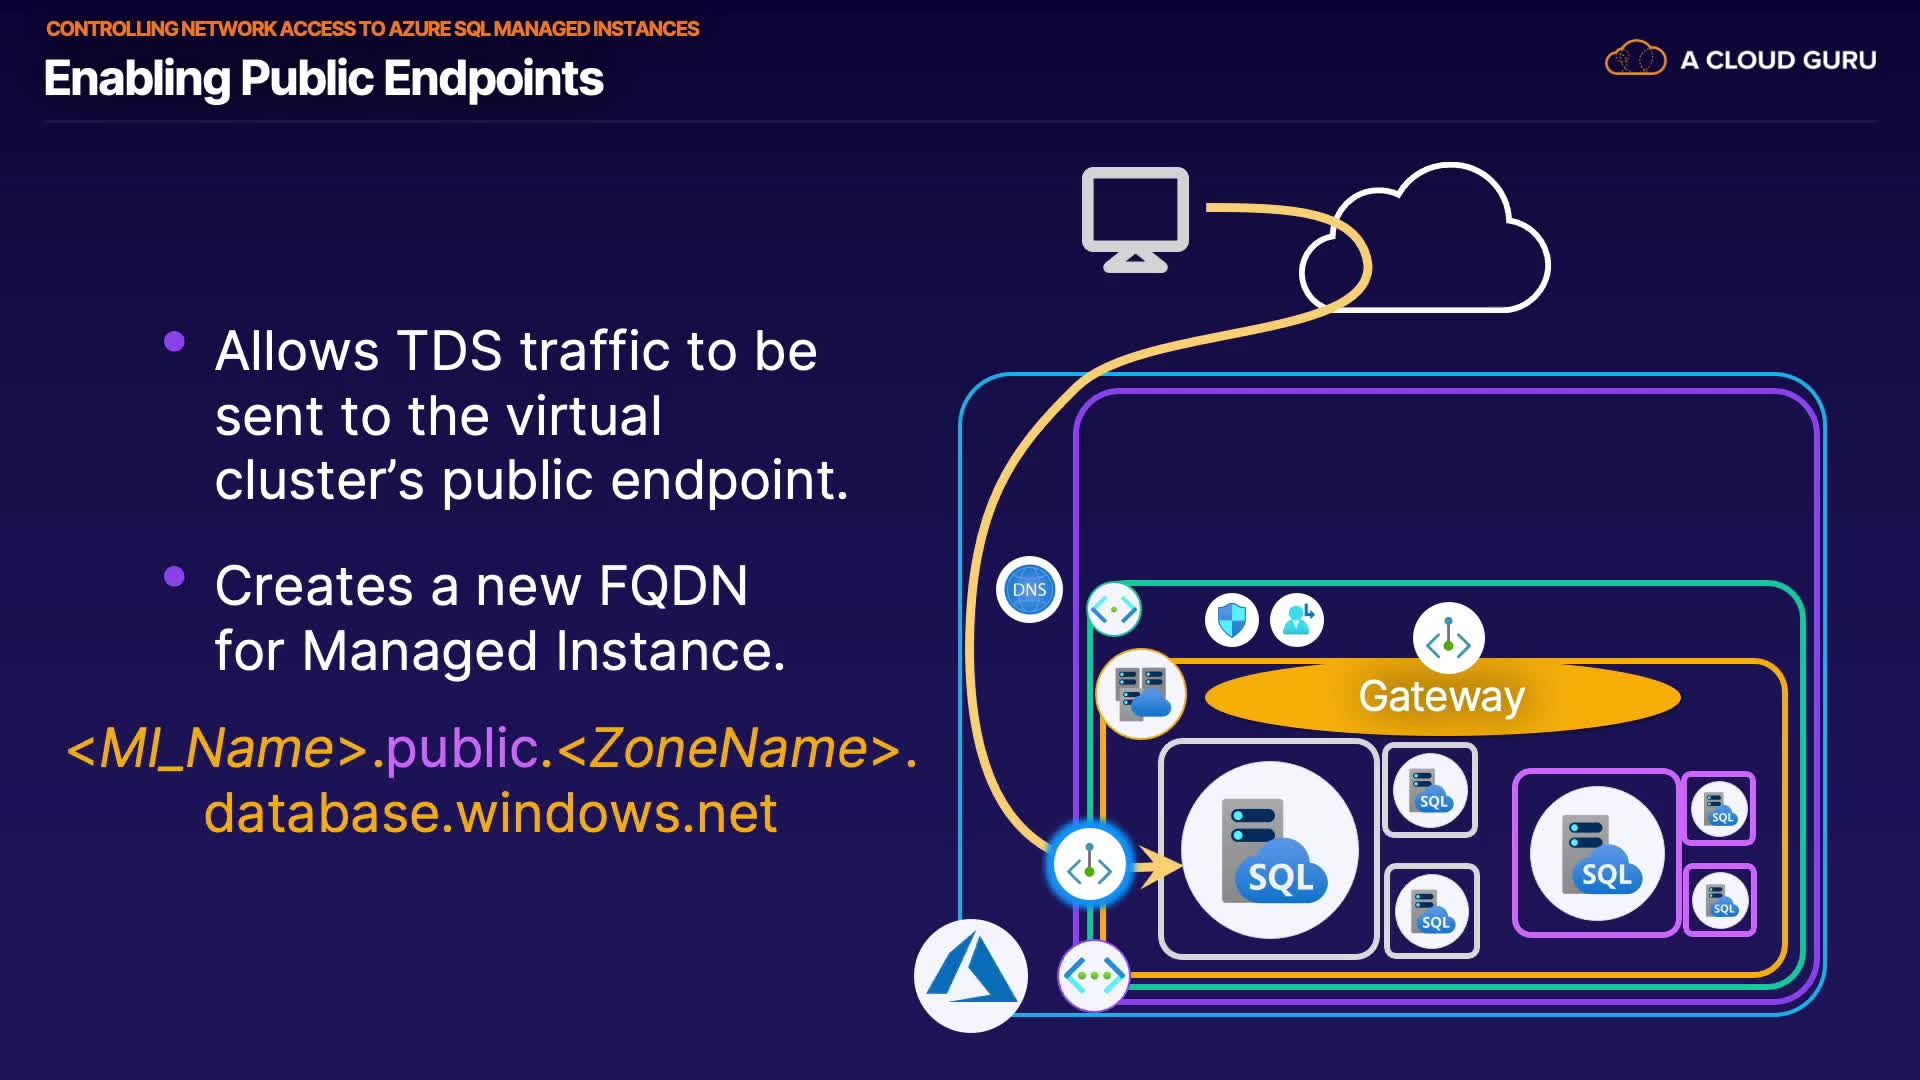 CONTROLLING NETWORK ACCESS TO AZURE SQL MANAGED INSTANCES
Enabling Public Endpoints
A CLOUD GURU
• Allows TDS traffic to be
sent to the virtual
cluster’s public endpoint.
• Creates a new FQDN
for Managed Instance.
<MI_Name>.public.<ZoneName>.
database.windows.net
DNS
Gateway
SQL
SQL
SQL
SQL
SQL
SQL